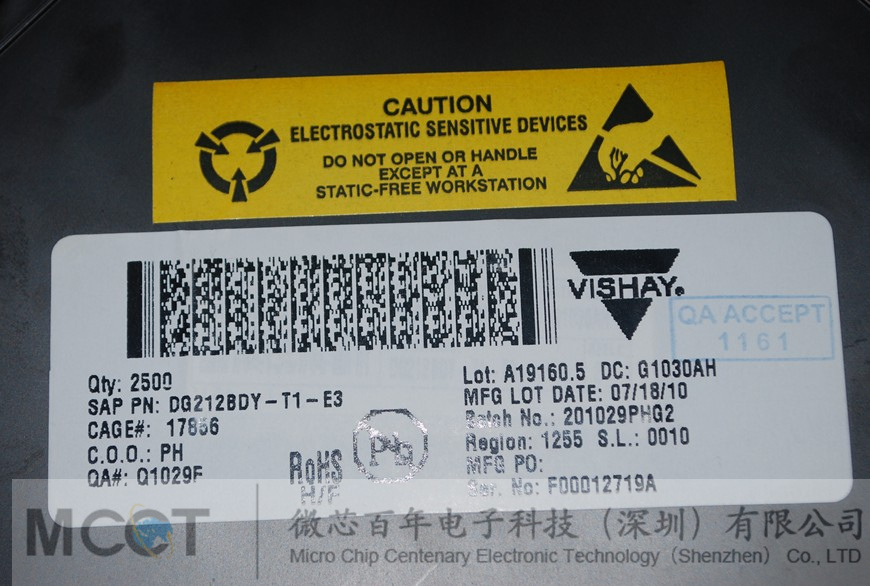 CAUTION
ELECTROSTATIC SENSITIVE DEVICES
DO NOT OPEN OR HANDLE
EXCEPT AT A
STATIC-FREE WORKSTATION
VISHAY
QA ACCEPT
1161
Qty: 2500
SAP PN: DG212BDY-T1-E3
CAGE#: 17856
C.O.O.: PH
QA#: Q1029F
RoHS
H/F
Pb
Lot: A19160.5 DC: G1030AH
MFG LOT DATE: 07/18/10
Batch No.: 201029PHG2
Region: 1255 S.L.: 0010
MFG PO:
Ser. No: F00012719A
MCCT
微芯百年电子科技（深圳）有限公司
Micro Chip Centenary Electronic Technology（Shenzhen） Co., LTD